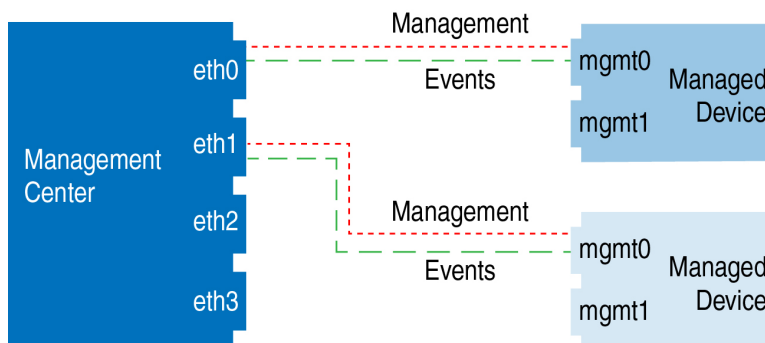 Management
eth0
mgmt0
Managed
Device
Events
mgmt1
eth1
Management
Center
Management
eth2
mgmt0
Managed
Device
Events
eth3
mgmt1